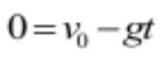 0 = v₀ − gt